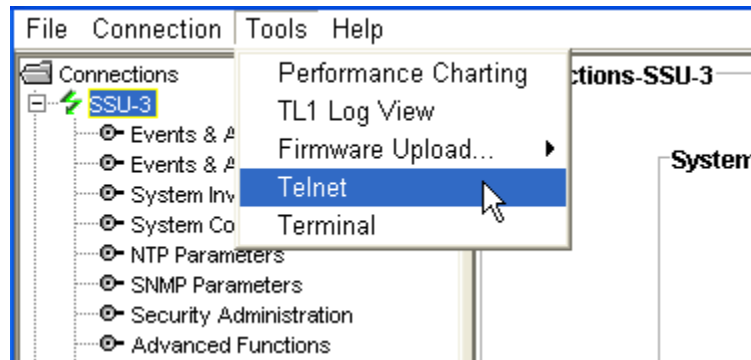 File Connection Tools Help
Connections
SSU-3
Events & A
Events & A
System Inv
System Co
NTP Parameters
SNMP Parameters
Security Administration
Advanced Functions
Performance Charting
TL1 Log View
Firmware Upload...
Telnet
Terminal
ctions-SSU-3
System